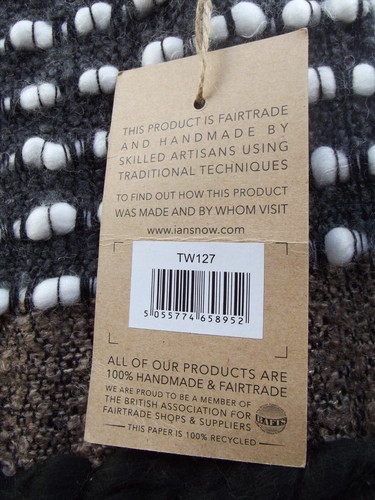 THIS PRODUCT IS FAIRTRADE
AND HANDMADE BY
SKILLED ARTISANS USING
TRADITIONAL TECHNIQUES
TO FIND OUT HOW THIS PRODUCT
WAS MADE AND BY WHOM VISIT
www.iansnow.com
TW127
5 055774 658952
ALL OF OUR PRODUCTS ARE
100% HANDMADE & FAIRTRADE
WE ARE PROUD TO BE A MEMBER OF
THE BRITISH ASSOCIATION FOR
FAIRTRADE SHOPS & SUPPLIERS
BAFTS
THIS PAPER IS 100% RECYCLED